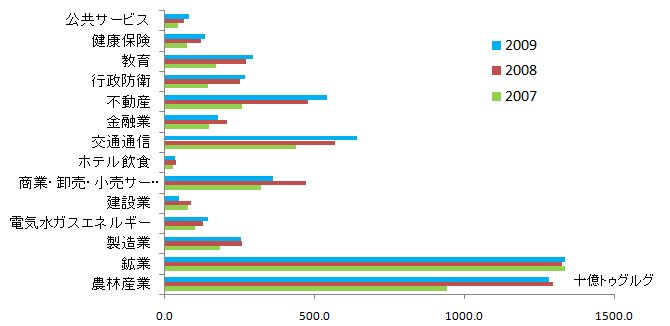 公共サービス
健康保険
教育
行政防衛
不動産
金融業
交通通信
ホテル飲食
商業・卸売・小売サー…
建設業
電気水ガスエネルギー
製造業
鉱業
農林産業
2009
2008
2007
十億トゥグルグ
0.0 500.0 1000.0 1500.0